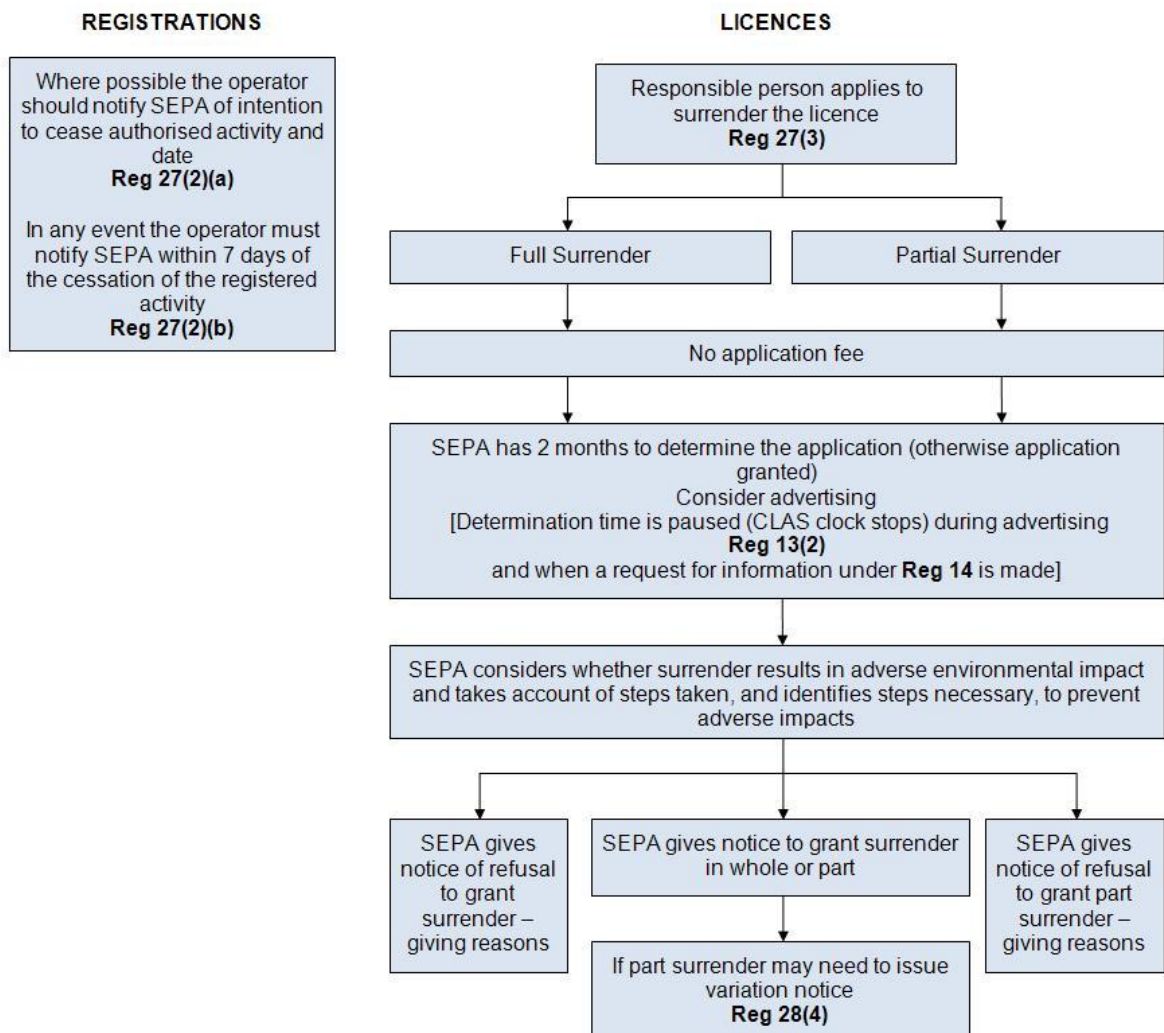 REGISTRATIONS
Where possible the operator
should notify SEPA of intention
to cease authorised activity and
date
Reg 27(2)(a)
In any event the operator must
notify SEPA within 7 days of
the cessation of the registered
activity
Reg 27(2)(b)
LICENCES
Responsible person applies to
surrender the licence
Reg 27(3)
Full Surrender
Partial Surrender
No application fee
SEPA has 2 months to determine the application (otherwise application
granted)
Consider advertising
[Determination time is paused (CLAS clock stops) during advertising
Reg 13(2)
and when a request for information under Reg 14 is made]
SEPA considers whether surrender results in adverse environmental impact
and takes account of steps taken, and identifies steps necessary, to prevent
adverse impacts
SEPA gives
notice of refusal
to grant
surrender –
giving reasons
SEPA gives notice to grant surrender
in whole or part
If part surrender may need to issue
variation notice
Reg 28(4)
SEPA gives
notice of refusal
to grant part
surrender –
giving reasons